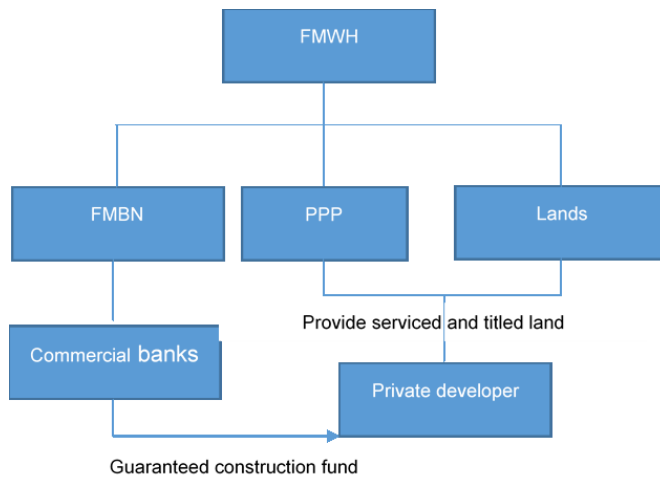 FMWH
FMBN
PPP
Lands
Provide serviced and titled land
Commercial banks
Private developer
Guaranteed construction fund